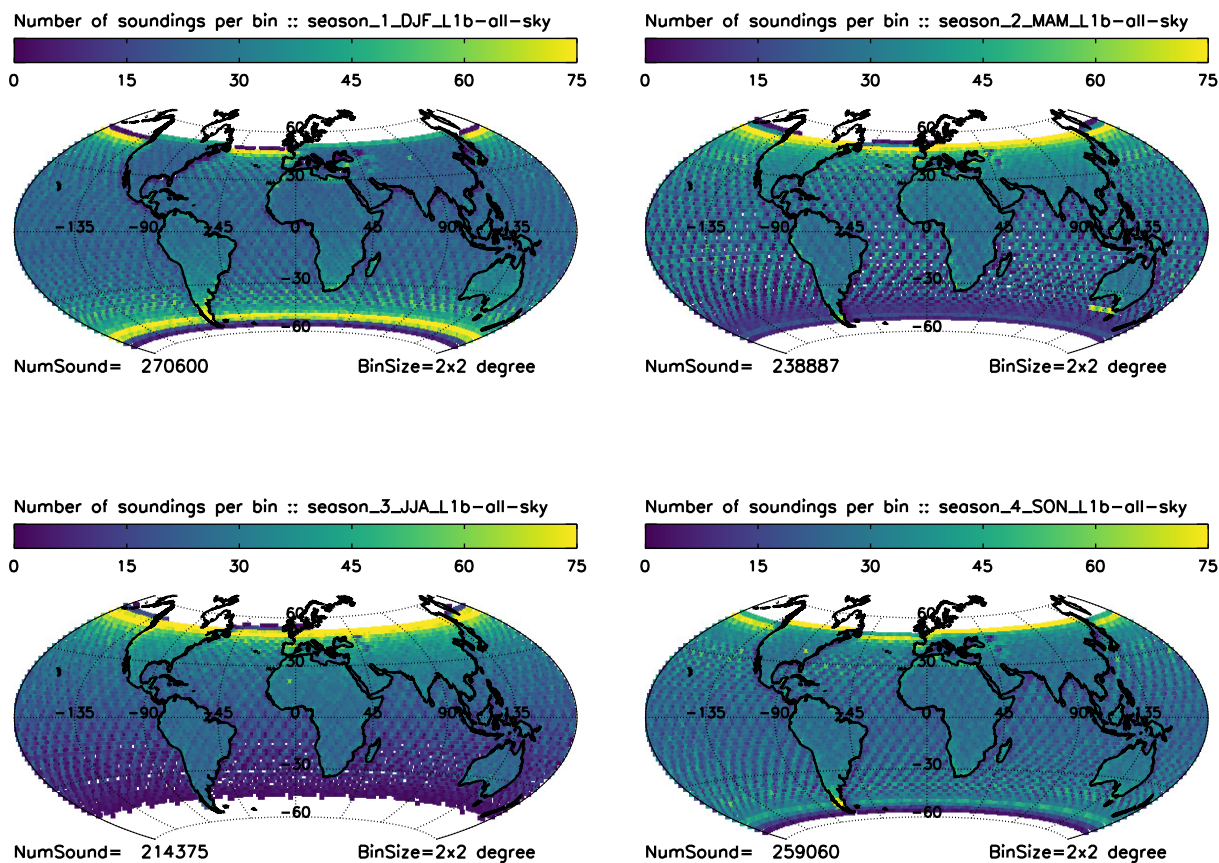 Number of soundings per bin :: season_1_DJF_L1b-all-sky
0 15 30 45 60 75
60
30
-135 -90 -45 0 45 90 135
-30
-60
NumSound= 270600 BinSize=2x2 degree
Number of soundings per bin :: season_2_MAM_L1b-all-sky
0 15 30 45 60 75
60
30
-135 -90 -45 0 45 90 135
-30
-60
NumSound= 238887 BinSize=2x2 degree
Number of soundings per bin :: season_3_JJA_L1b-all-sky
0 15 30 45 60 75
60
30
-135 -90 -45 0 45 90 135
-30
-60
NumSound= 214375 BinSize=2x2 degree
Number of soundings per bin :: season_4_SON_L1b-all-sky
0 15 30 45 60 75
60
30
-135 -90 -45 0 45 90 135
-30
-60
NumSound= 259060 BinSize=2x2 degree